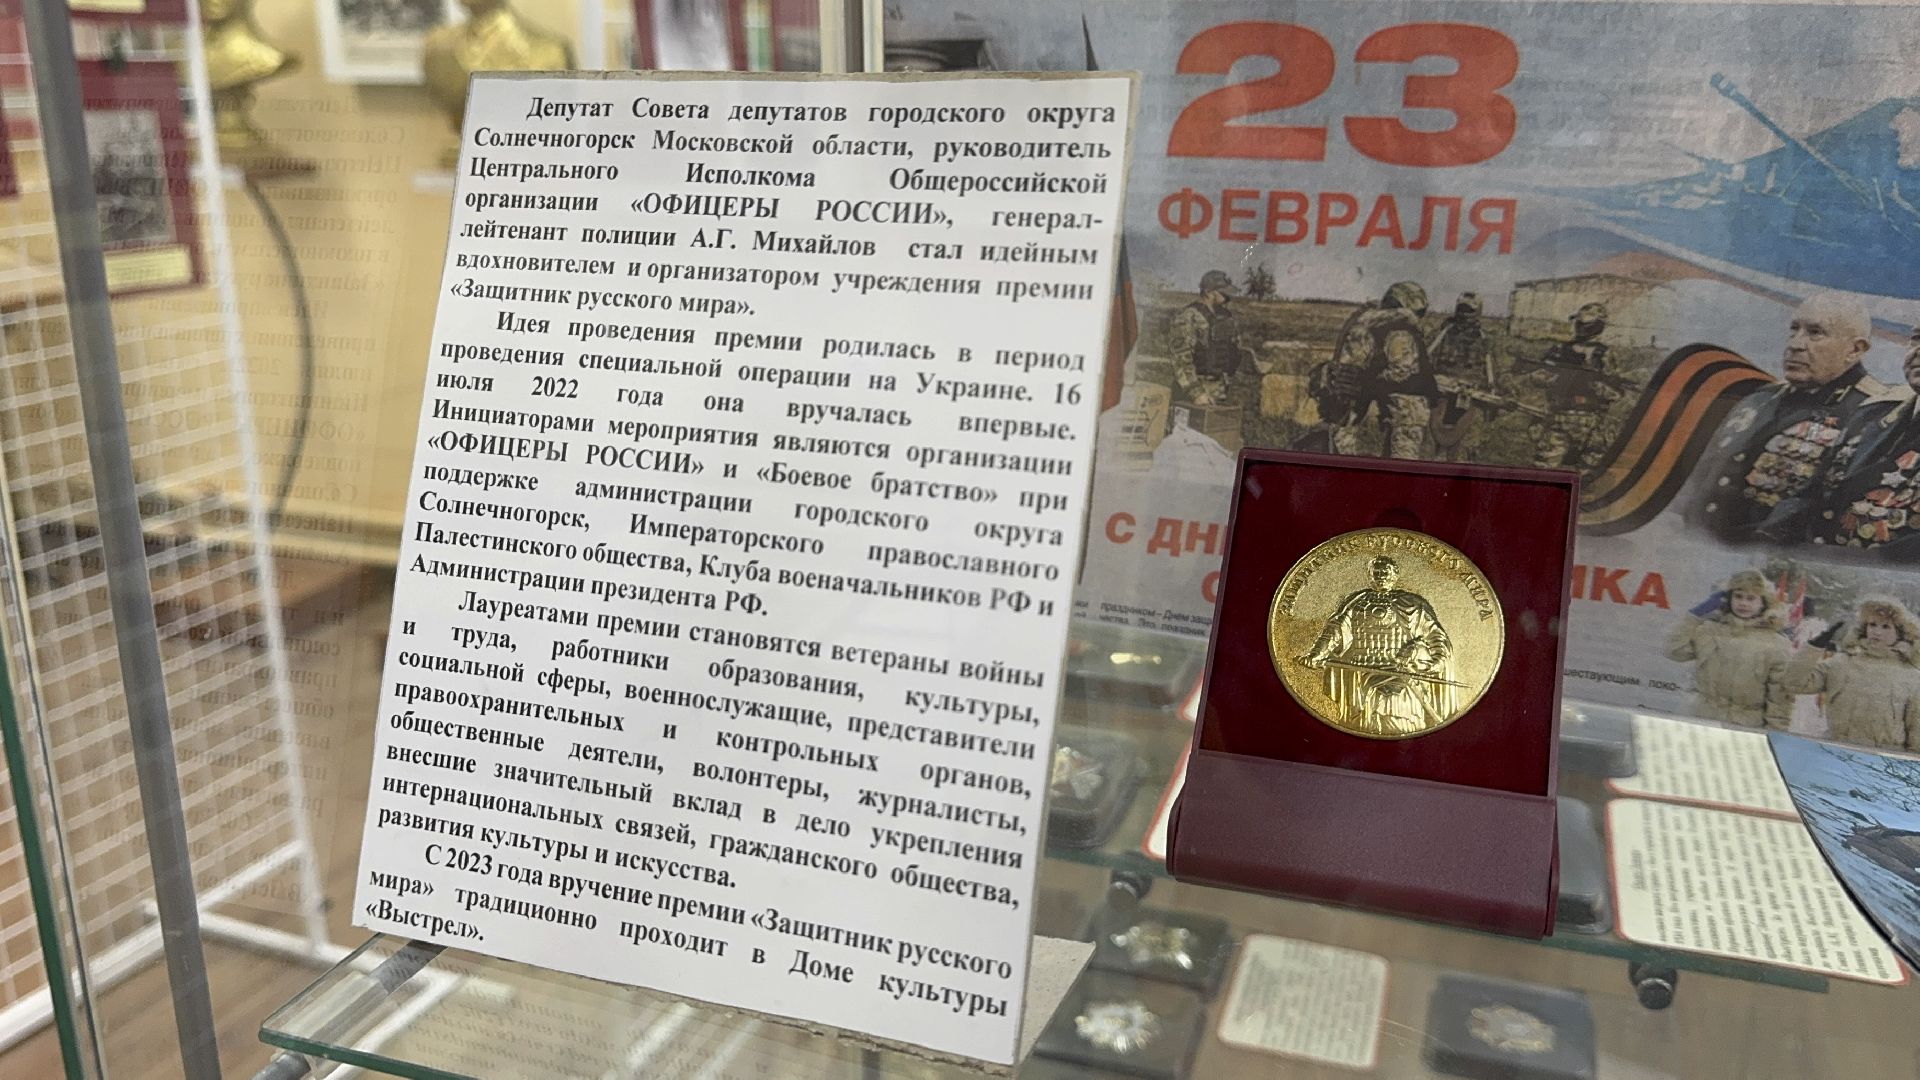 Депутат Совета депутатов городского округа
Солнечногорск Московской области, руководитель
Центрального Исполкома Общероссийской
организации «ОФИЦЕРЫ РОССИИ», генерал-
лейтенант полиции А.Г. Михайлов стал идейным
вдохновителем и организатором учреждения премии
«Защитник русского мира».
Идея проведения премии родилась в период
проведения специальной операции на Украине. 16
июля 2022 года она вручалась впервые.
Инициаторами мероприятия являются организации
«ОФИЦЕРЫ РОССИИ» и «Боевое братство» при
поддержке администрации городского округа
Солнечногорск, Императорского православного
Палестинского общества, Клуба военачальников РФ и
Администрации президента РФ.
Лауреатами премии становятся ветераны войны
и труда, работники образования, культуры,
социальной сферы, военнослужащие, представители
правоохранительных и контрольных органов,
общественные деятели, волонтеры, журналисты,
внесшие значительный вклад в дело укрепления
интернациональных связей, гражданского общества,
развития культуры и искусства.
С 2023 года вручение премии «Защитник русского
мира» традиционно проходит в Доме культуры
«Выстрел».
23
ФЕВРАЛЯ
С
ЗАЩИТНИК РУССКОГО МИРА